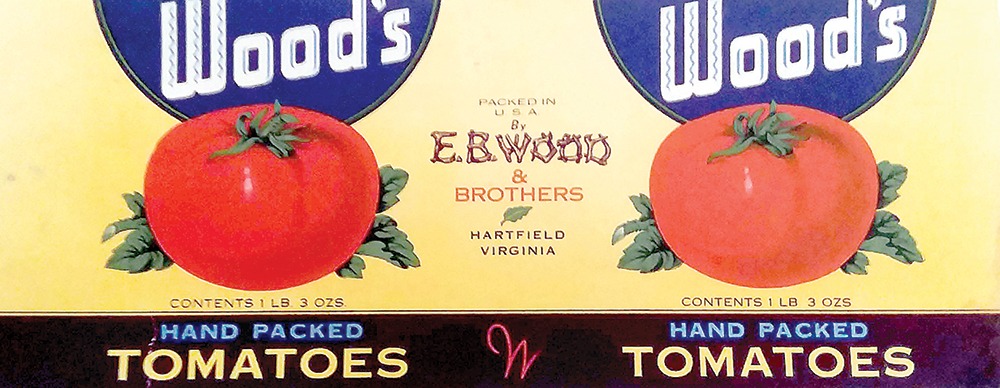 Wood's
CONTENTS 1 LB. 3 OZS.
HAND PACKED
TOMATOES
PACKED IN
U S A
By
E.B.WOOD
&
BROTHERS
HARTFIELD
VIRGINIA
W
Wood's
CONTENTS 1 LB 3 OZS
HAND PACKED
TOMATOES